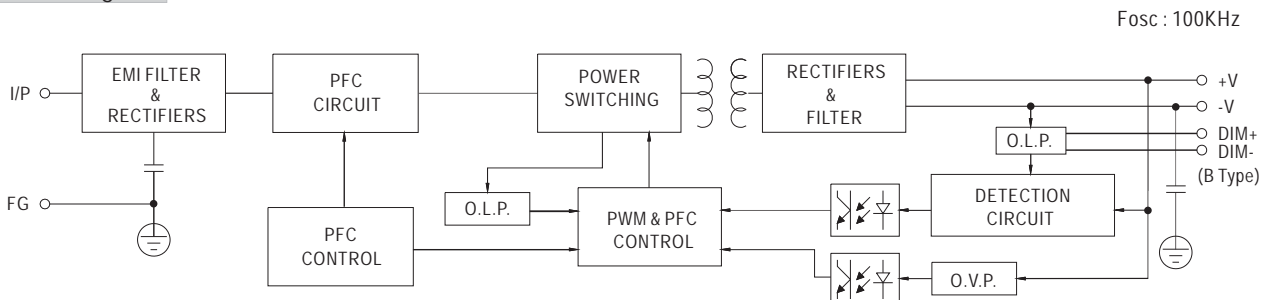 Fosc : 100KHz
I/P
EMI FILTER
&
RECTIFIERS
PFC
CIRCUIT
POWER
SWITCHING
RECTIFIERS
&
FILTER
+V
-V
O.L.P.
DIM+
DIM-
(B Type)
FG
O.L.P.
PFC
CONTROL
PWM & PFC
CONTROL
DETECTION
CIRCUIT
O.V.P.